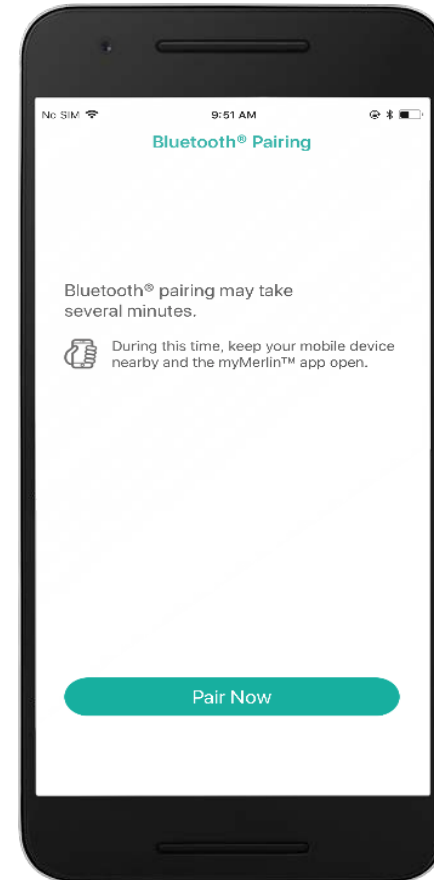 No SIM 9:51 AM
Bluetooth® Pairing
Bluetooth® pairing may take
several minutes.
During this time, keep your mobile device
nearby and the myMerlin™ app open.
Pair Now